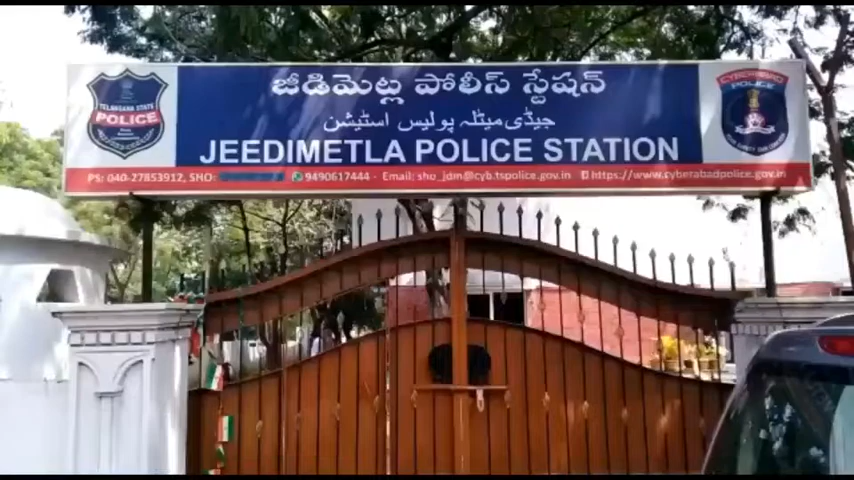 జీడిమెట్ల పోలీస్ స్టేషన్
جیڈی میٹلہ پولیس اسٹیشن
JEEDIMETLA POLICE STATION
TELANGANA STATE
POLICE
CYBERABAD
POLICE
PS: 040-27853912, SHO: 9490617444 - Email: sho_jdm@cyb.tspolice.gov.in https://www.cyberabadpolice.gov.in